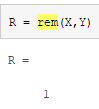 R = rem(X,Y)
R =
1